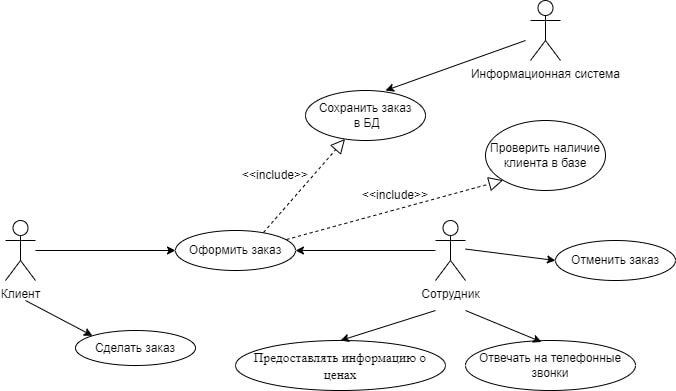 Информационная система
Сохранить заказ
в БД
Проверить наличие
клиента в базе
<<include>>
<<include>>
Оформить заказ
Отменить заказ
Клиент
Сотрудник
Сделать заказ
Предоставлять информацию о
ценах
Отвечать на телефонные
звонки